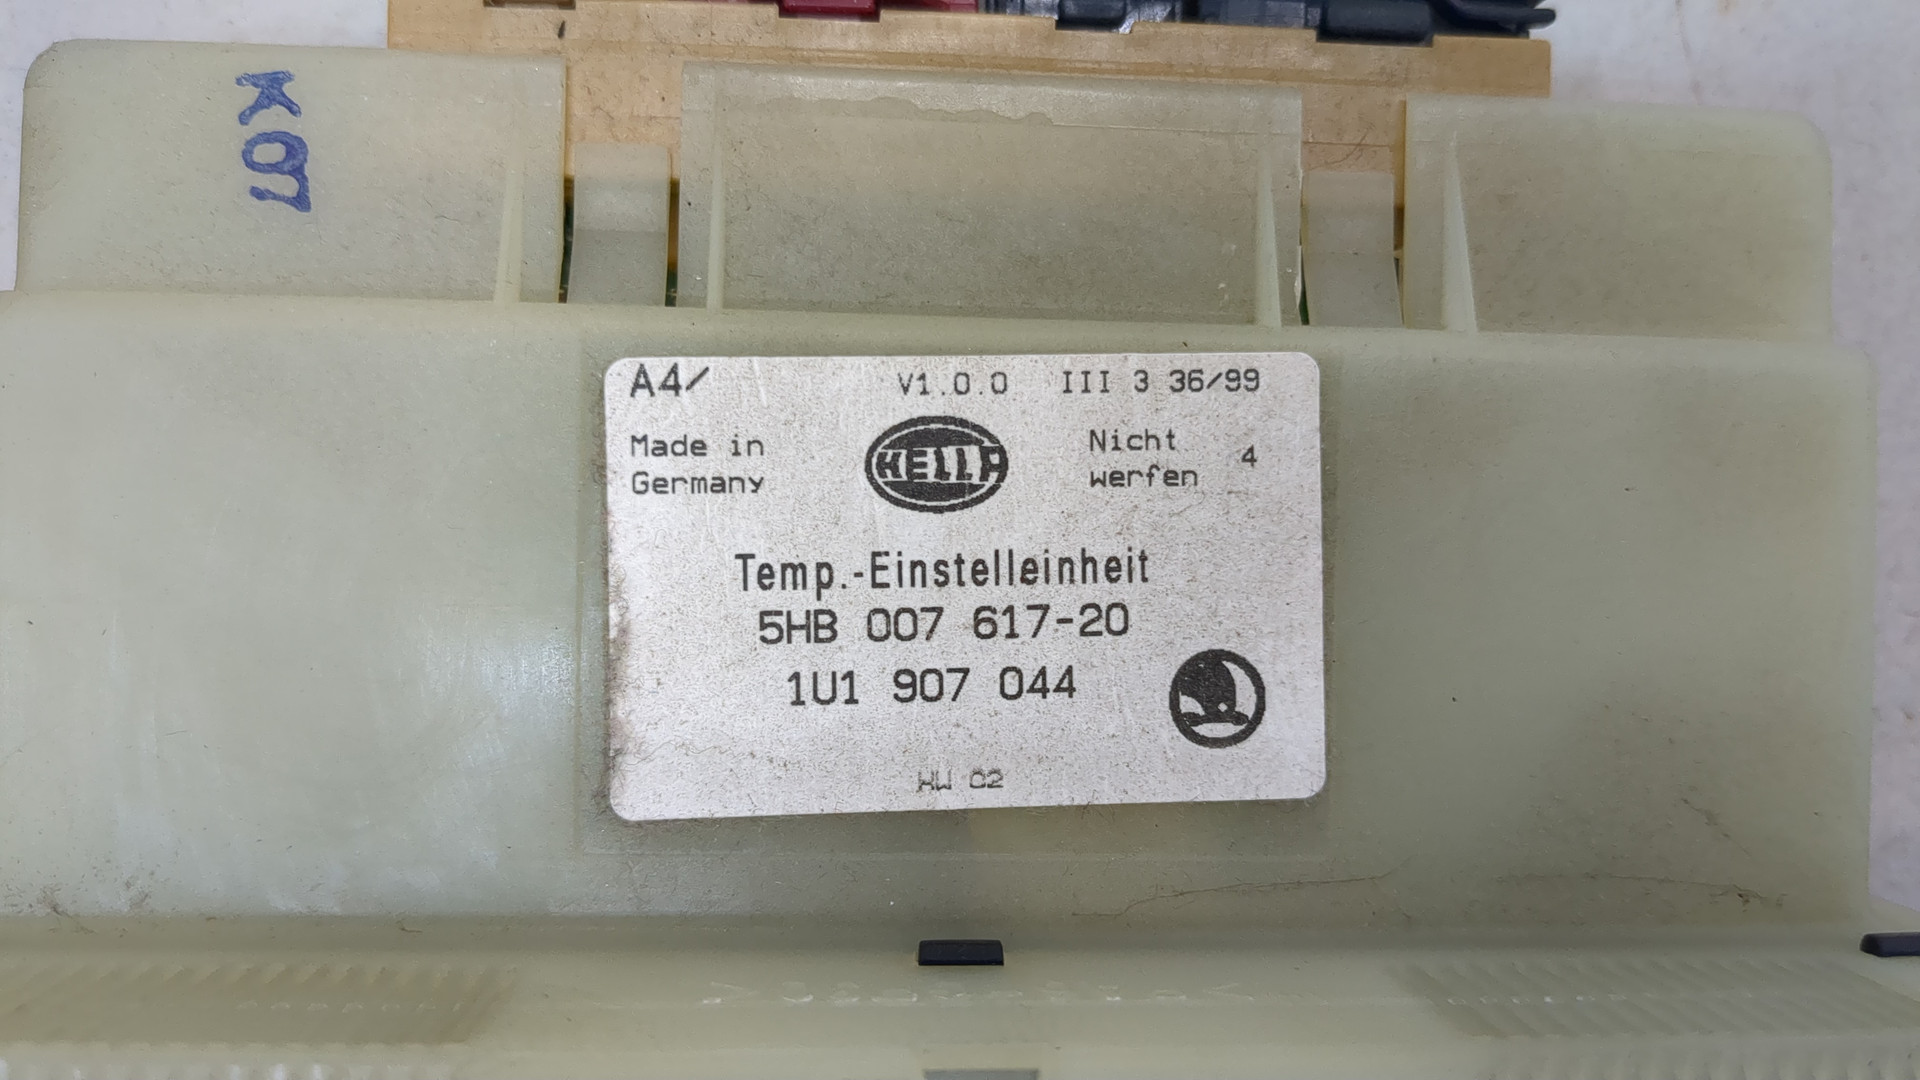 K07
A4/ V1.0.0 III 3 36/99
Made in
Germany
HELLA
Nicht
werfen
4
Temp.-Einstelleinheit
5HB 007 617-20
1U1 907 044
HW 02